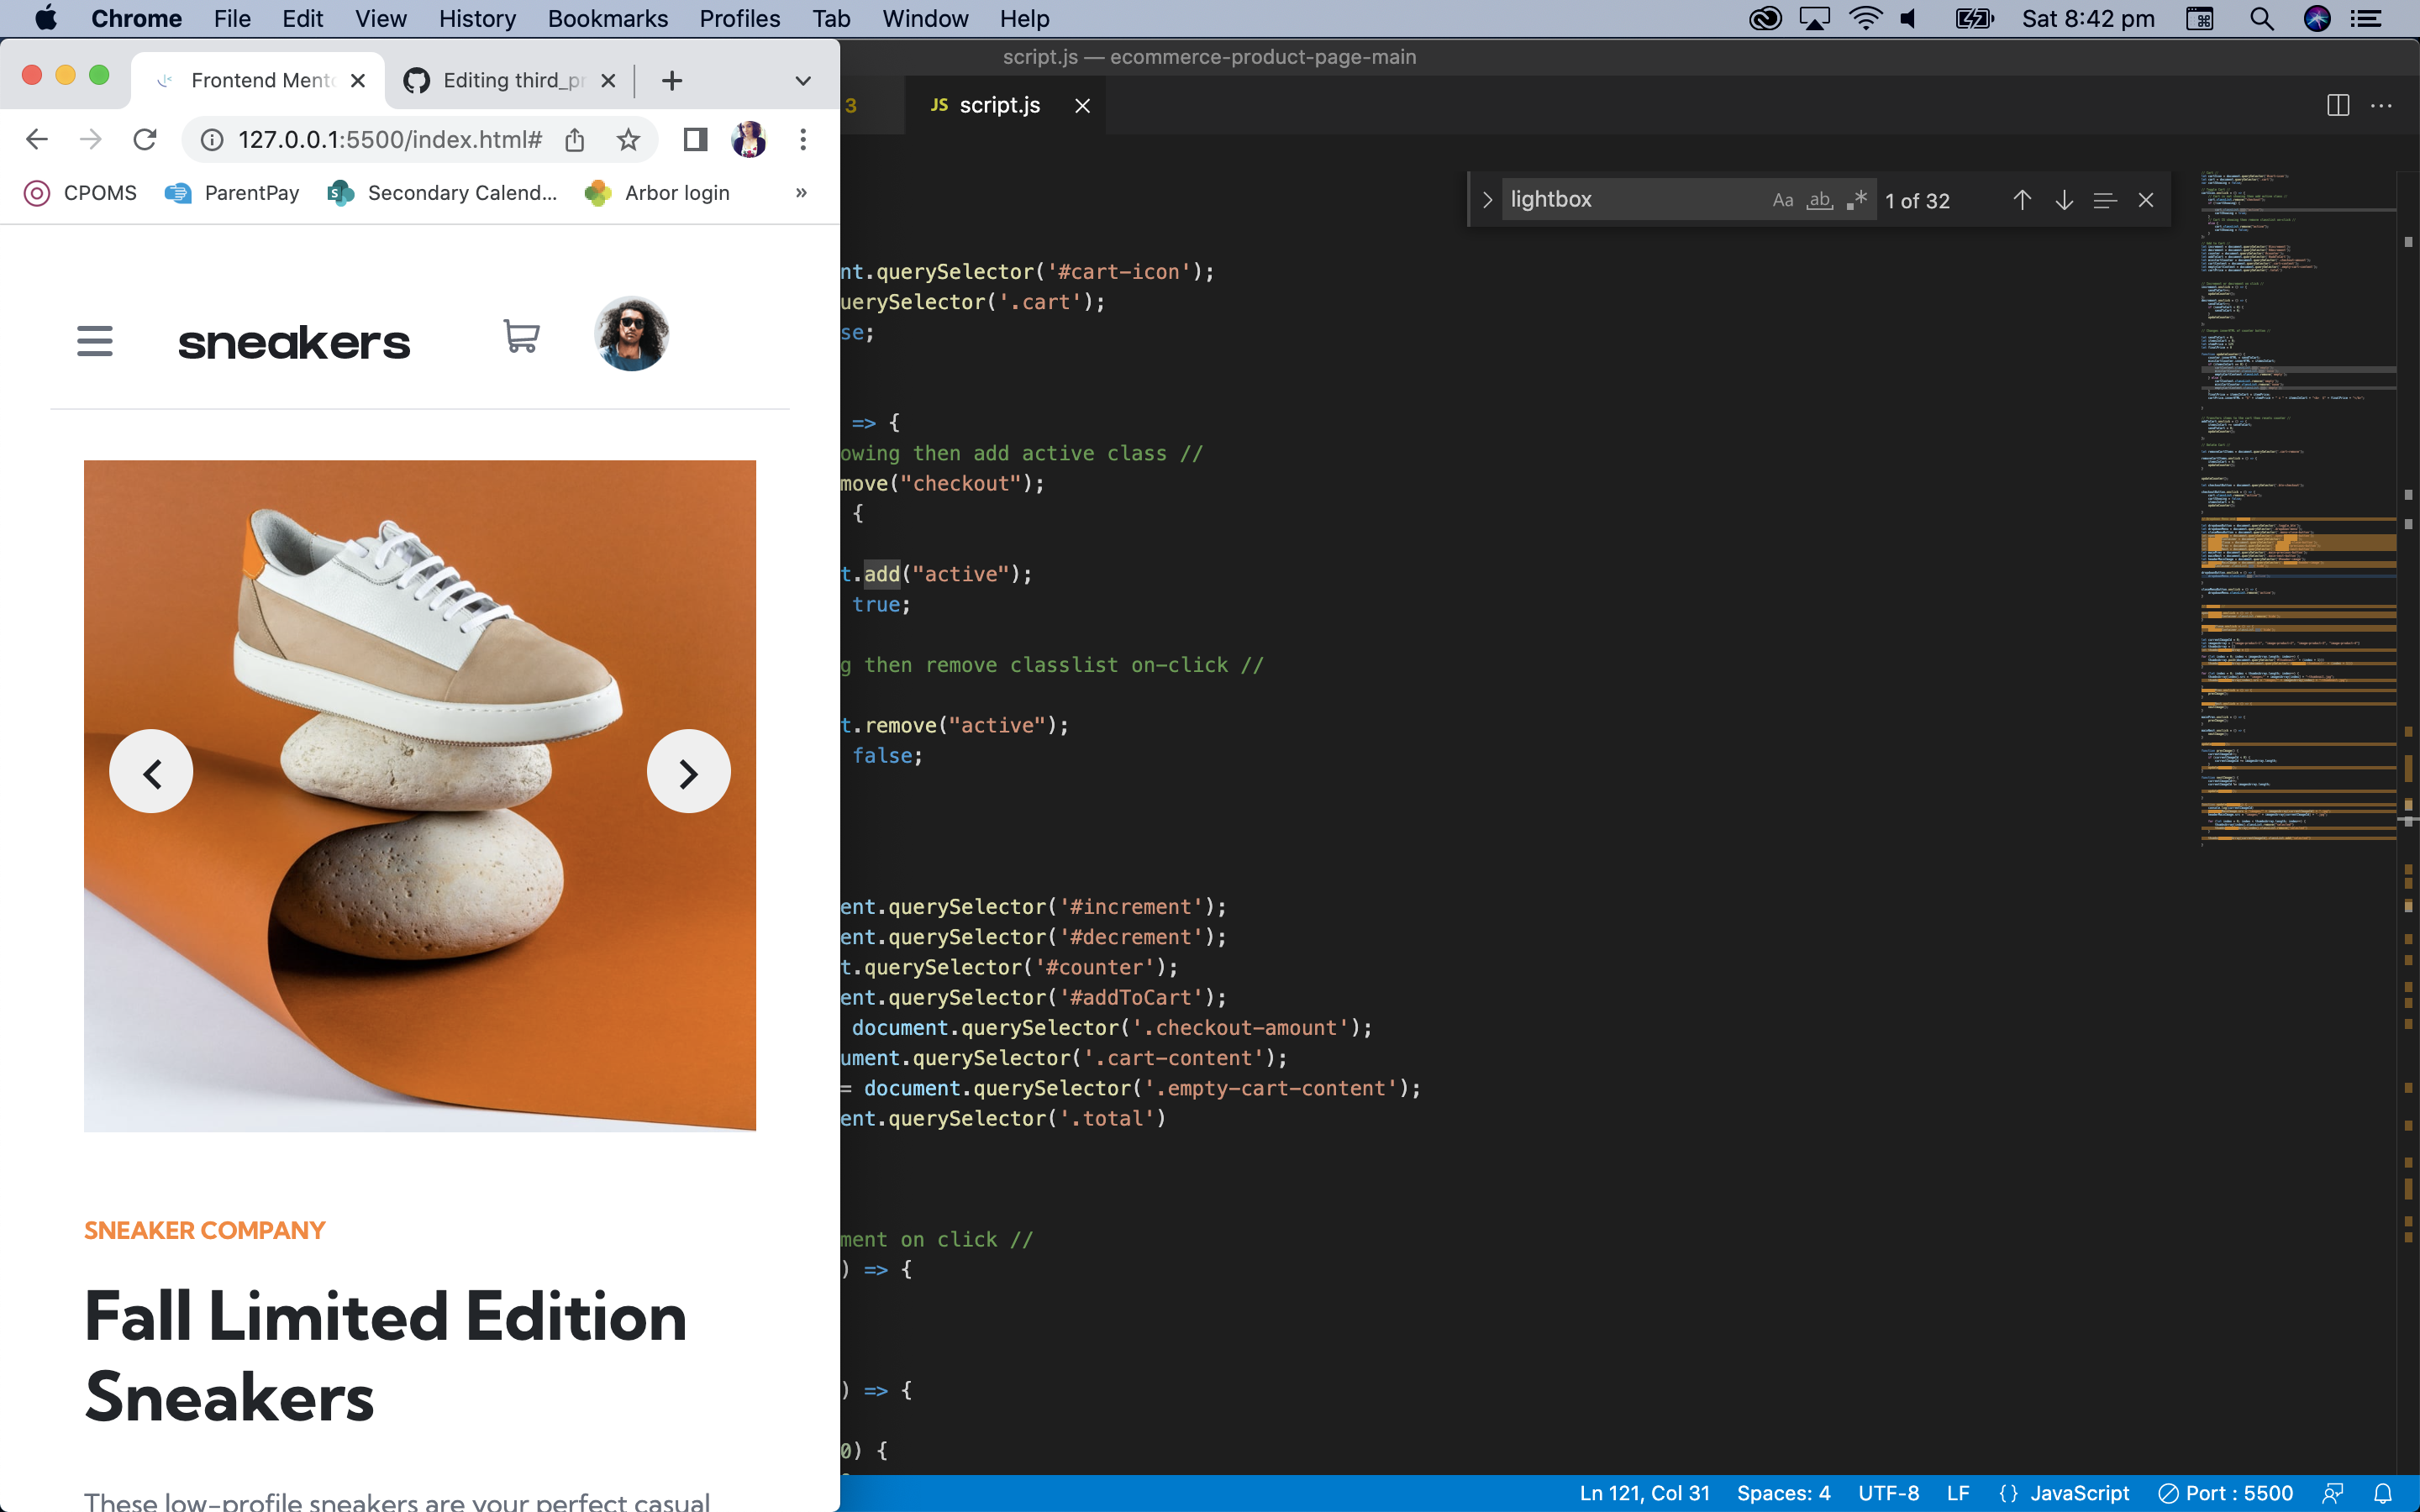 Chrome File Edit View History Bookmarks Profiles Tab Window Help
Sat 8:42 pm
Frontend Mento
Editing third_pr
127.0.0.1:5500/index.html#
CPOMS
ParentPay
Secondary Calend...
Arbor login
»
sneakers
SNEAKER COMPANY
Fall Limited Edition
Sneakers
These low-profile sneakers are your perfect casual
script.js — ecommerce-product-page-main
3
JS script.js
lightbox
Aa
ab
1 of 32
nt.querySelector('#cart-icon');
uerySelector('.cart');
se;
=> {
owing then add active class //
move("checkout");
{
t.add("active");
true;
g then remove classlist on-click //
t.remove("active");
false;
ent.querySelector('#increment');
ent.querySelector('#decrement');
t.querySelector('#counter');
ent.querySelector('#addToCart');
document.querySelector('.checkout-amount');
ument.querySelector('.cart-content');
= document.querySelector('.empty-cart-content');
ent.querySelector('.total')
ment on click //
) => {
) => {
0) {
Ln 121, Col 31
Spaces: 4
UTF-8
LF
{ } JavaScript
Port : 5500